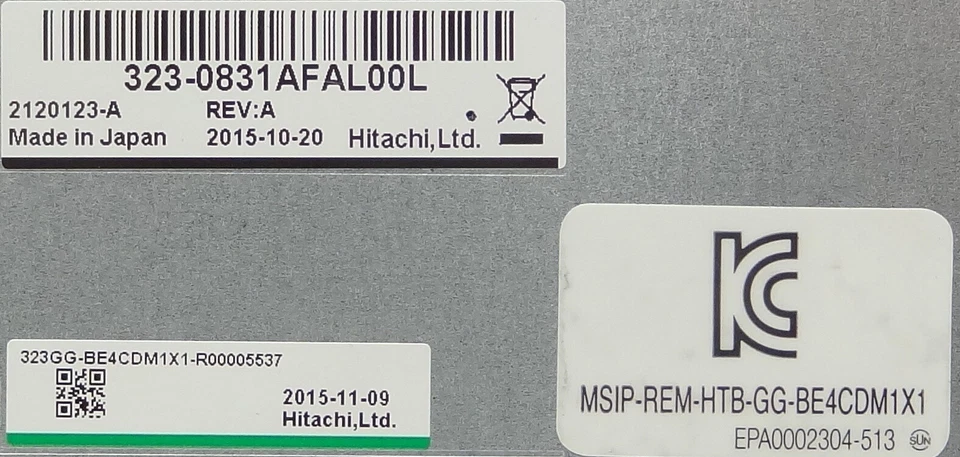 323-0831AFAL00L
2120123-A REV:A
Made in Japan 2015-10-20 Hitachi,Ltd.
323GG-BE4CDM1X1-R00005537
2015-11-09
Hitachi,Ltd.
MSIP-REM-HTB-GG-BE4CDM1X1
EPA0002304-513 SUN